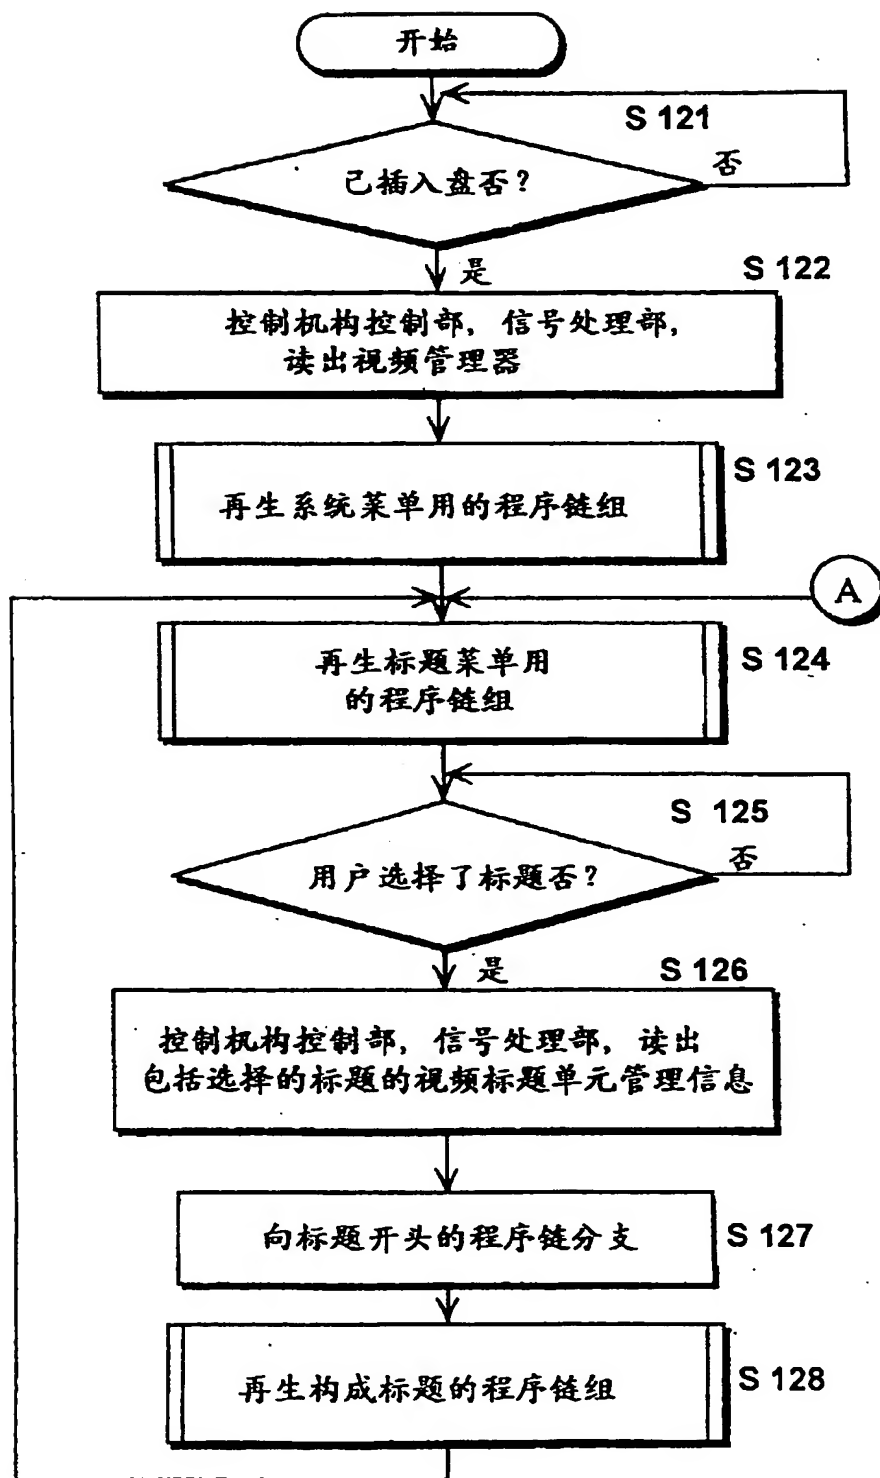 开始
S 121
已插入盘否？
否
是
S 122
控制机构控制部，信号处理部，
读出视频管理器
S 123
再生系统菜单用的程序链组
A
再生标题菜单用
的程序链组
S 124
S 125
用户选择了标题否？
否
是
S 126
控制机构控制部，信号处理部，读出
包括选择的标题的视频标题单元管理信息
向标题开头的程序链分支
S 127
再生构成标题的程序链组
S 128